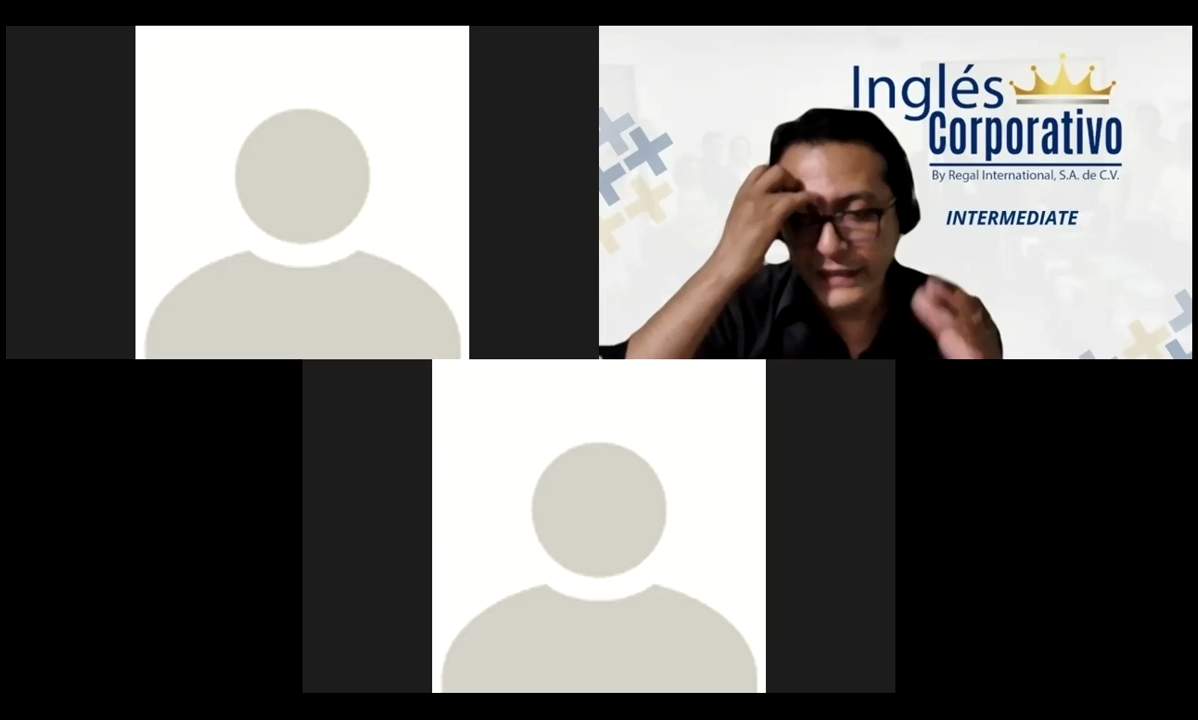 Inglés
Corporativo
By Regal International, S.A. de C.V.
INTERMEDIATE